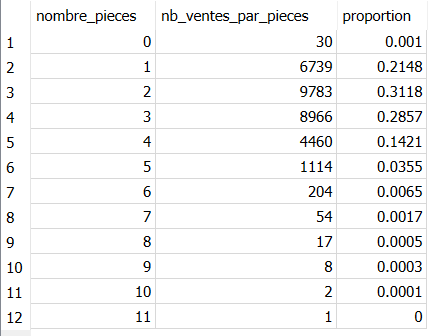 nombre_pieces nb_ventes_par_pieces proportion
1 0 30 0.001
2 1 6739 0.2148
3 2 9783 0.3118
4 3 8966 0.2857
5 4 4460 0.1421
6 5 1114 0.0355
7 6 204 0.0065
8 7 54 0.0017
9 8 17 0.0005
10 9 8 0.0003
11 10 2 0.0001
12 11 1 0